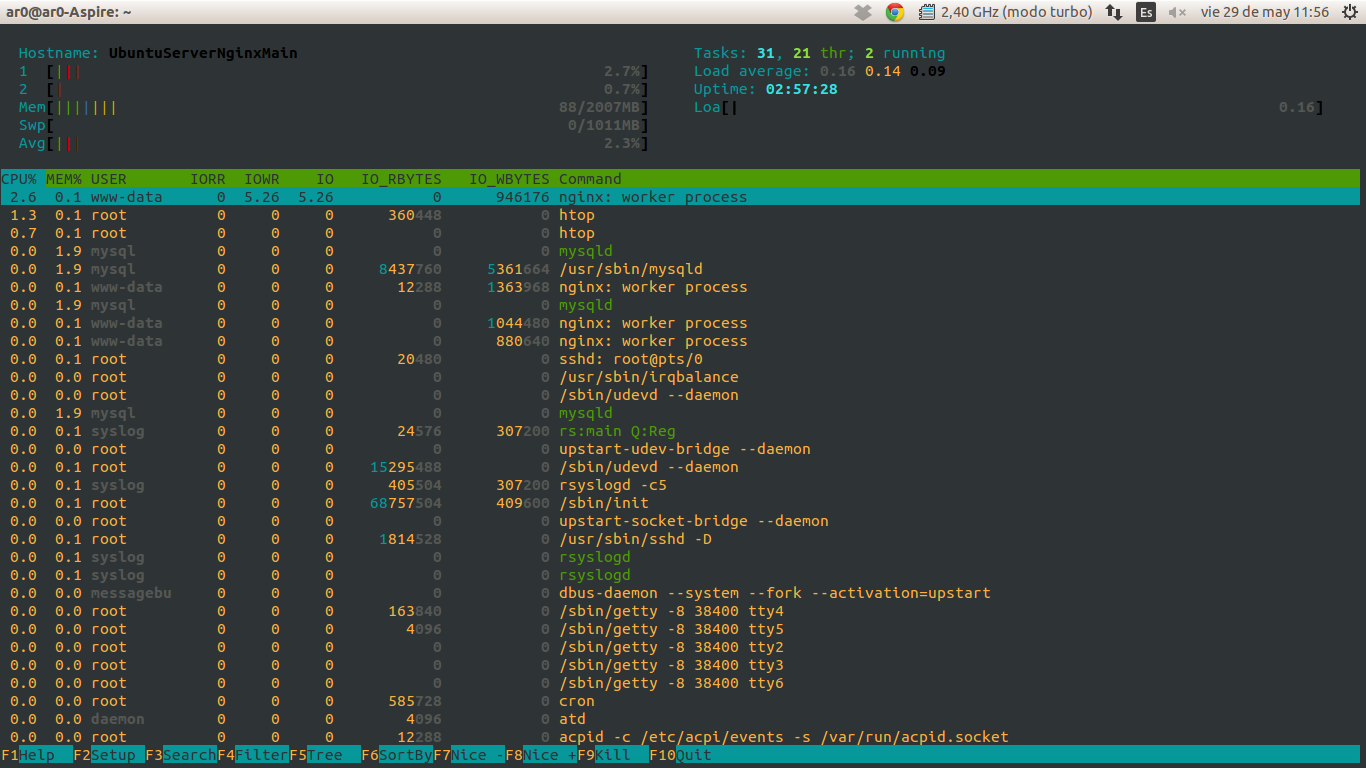 ar0@ar0-Aspire: ~ 2,40 GHz (modo turbo) Es vie 29 de may 11:56
Hostname: UbuntuServerNginxMain Tasks: 31, 21 thr; 2 running
1 [||| 2.7%] Load average: 0.16 0.14 0.09
2 [| 0.7%] Uptime: 02:57:28
Mem[||||||| 88/2007MB] Loa[| 0.16]
Swp[ 0/1011MB]
Avg[||| 2.3%]
CPU% MEM% USER IORR IOWR IO IO_RBYTES IO_WBYTES Command
2.6 0.1 www-data 0 5.26 5.26 0 946176 nginx: worker process
1.3 0.1 root 0 0 0 360448 0 htop
0.7 0.1 root 0 0 0 0 0 htop
0.0 1.9 mysql 0 0 0 0 0 mysqld
0.0 1.9 mysql 0 0 0 8437760 5361664 /usr/sbin/mysqld
0.0 0.1 www-data 0 0 0 12288 1363968 nginx: worker process
0.0 1.9 mysql 0 0 0 0 0 mysqld
0.0 0.1 www-data 0 0 0 0 1044480 nginx: worker process
0.0 0.1 www-data 0 0 0 0 880640 nginx: worker process
0.0 0.1 root 0 0 0 20480 0 sshd: root@pts/0
0.0 0.0 root 0 0 0 0 0 /usr/sbin/irqbalance
0.0 0.0 root 0 0 0 0 0 /sbin/udevd --daemon
0.0 1.9 mysql 0 0 0 0 0 mysqld
0.0 0.1 syslog 0 0 0 24576 307200 rs:main Q:Reg
0.0 0.0 root 0 0 0 0 0 upstart-udev-bridge --daemon
0.0 0.1 root 0 0 0 15295488 0 /sbin/udevd --daemon
0.0 0.1 syslog 0 0 0 405504 307200 rsyslogd -c5
0.0 0.1 root 0 0 0 68757504 409600 /sbin/init
0.0 0.0 root 0 0 0 0 0 upstart-socket-bridge --daemon
0.0 0.1 root 0 0 0 1814528 0 /usr/sbin/sshd -D
0.0 0.1 syslog 0 0 0 0 0 rsyslogd
0.0 0.1 syslog 0 0 0 0 0 rsyslogd
0.0 0.0 messagebu 0 0 0 0 0 dbus-daemon --system --fork --activation=upstart
0.0 0.0 root 0 0 0 163840 0 /sbin/getty -8 38400 tty4
0.0 0.0 root 0 0 0 4096 0 /sbin/getty -8 38400 tty5
0.0 0.0 root 0 0 0 0 0 /sbin/getty -8 38400 tty2
0.0 0.0 root 0 0 0 0 0 /sbin/getty -8 38400 tty3
0.0 0.0 root 0 0 0 0 0 /sbin/getty -8 38400 tty6
0.0 0.0 root 0 0 0 585728 0 cron
0.0 0.0 daemon 0 0 0 4096 0 atd
0.0 0.0 root 0 0 0 12288 0 acpid -c /etc/acpi/events -s /var/run/acpid.socket
F1Help F2Setup F3SearchF4FilterF5Tree F6SortByF7Nice -F8Nice +F9Kill F10Quit